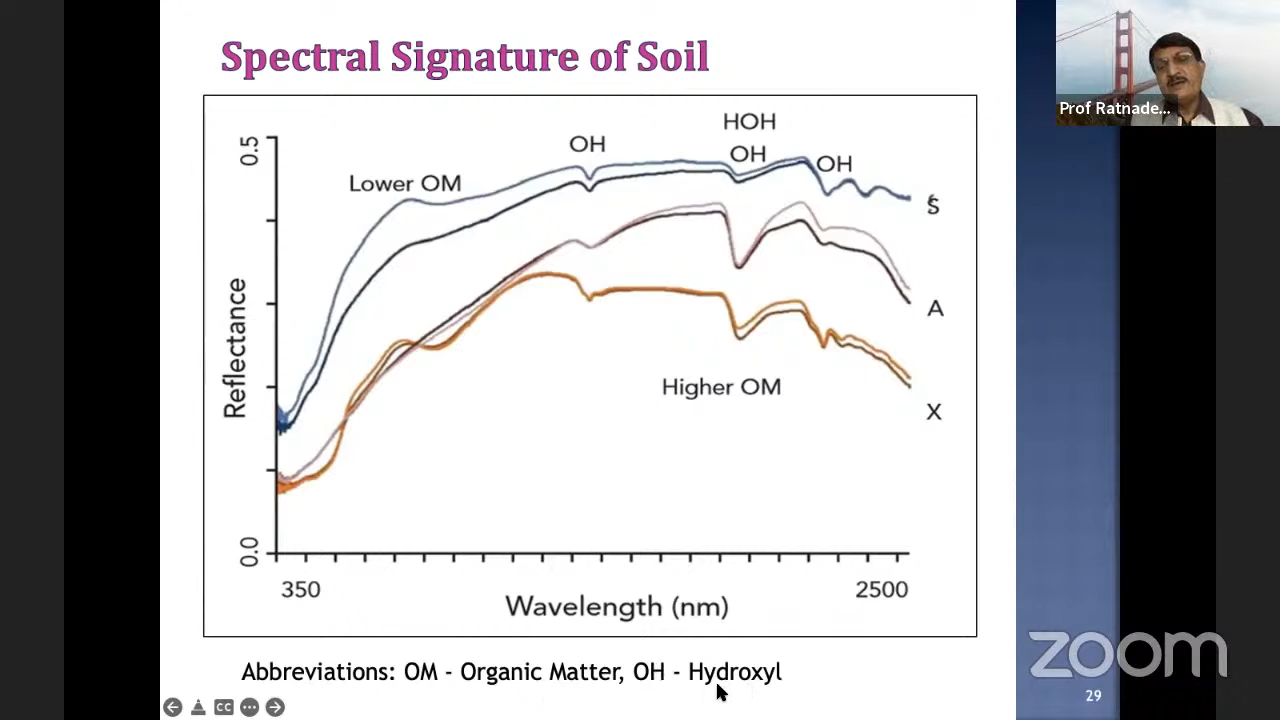 Spectral Signature of Soil
Prof Ratnade...
0.5
HOH
OH
OH
OH
Lower OM
S
A
Reflectance
Higher OM
X
0.0
350
2500
Wavelength (nm)
Abbreviations: OM - Organic Matter, OH - Hydroxyl
zoom
29
CC